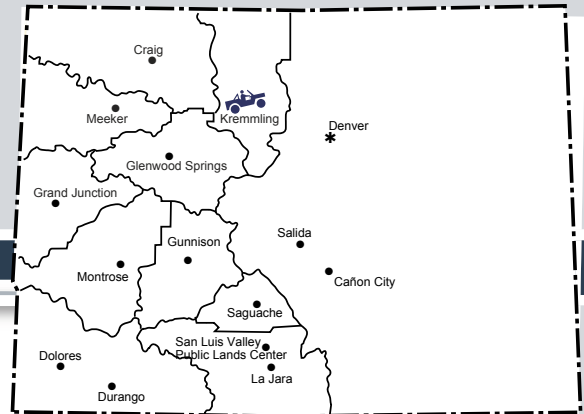 Craig
Meeker
Kremmling
Denver
*
Glenwood Springs
Grand Junction
Gunnison
Salida
Montrose
Cañon City
Saguache
San Luis Valley
Public Lands Center
Dolores
La Jara
Durango